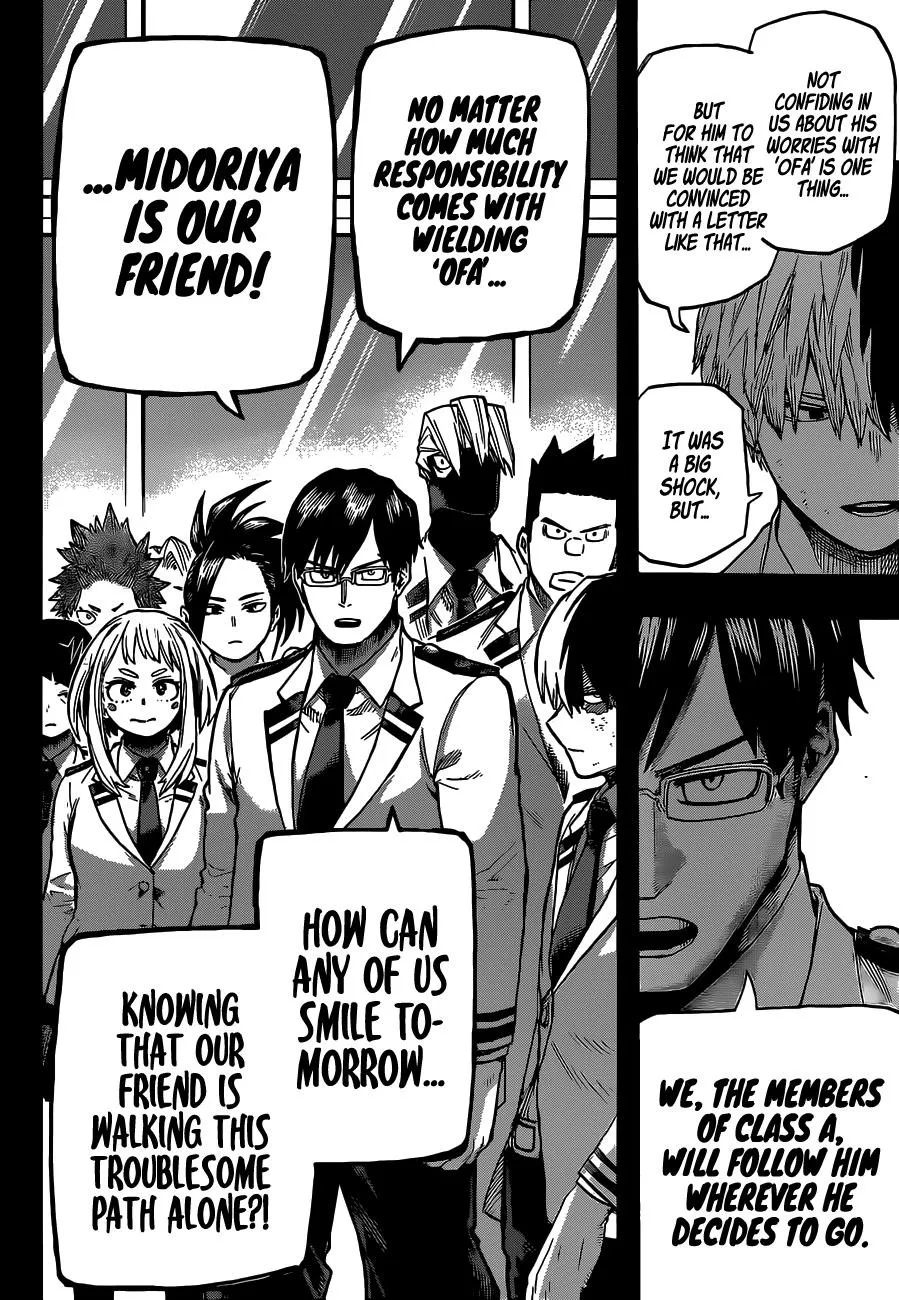 NOT
CONFIDING IN
US ABOUT HIS
WORRIES WITH
'OFA' IS ONE
THING...
BUT
FOR HIM TO
THINK THAT
WE WOULD BE
CONVINCED
WITH A LETTER
LIKE THAT...
IT WAS
A BIG
SHOCK,
BUT...
WE, THE MEMBERS
OF CLASS A,
WILL FOLLOW HIM
WHEREVER HE
DECIDES TO GO.
NO MATTER
HOW MUCH
RESPONSIBILITY
COMES WITH
WIELDING
'OFA'...
...MIDORIYA
IS OUR
FRIEND!
HOW CAN
ANY OF US
SMILE TO-
MORROW...
KNOWING
THAT OUR
FRIEND IS
WALKING THIS
TROUBLESOME
PATH ALONE?!